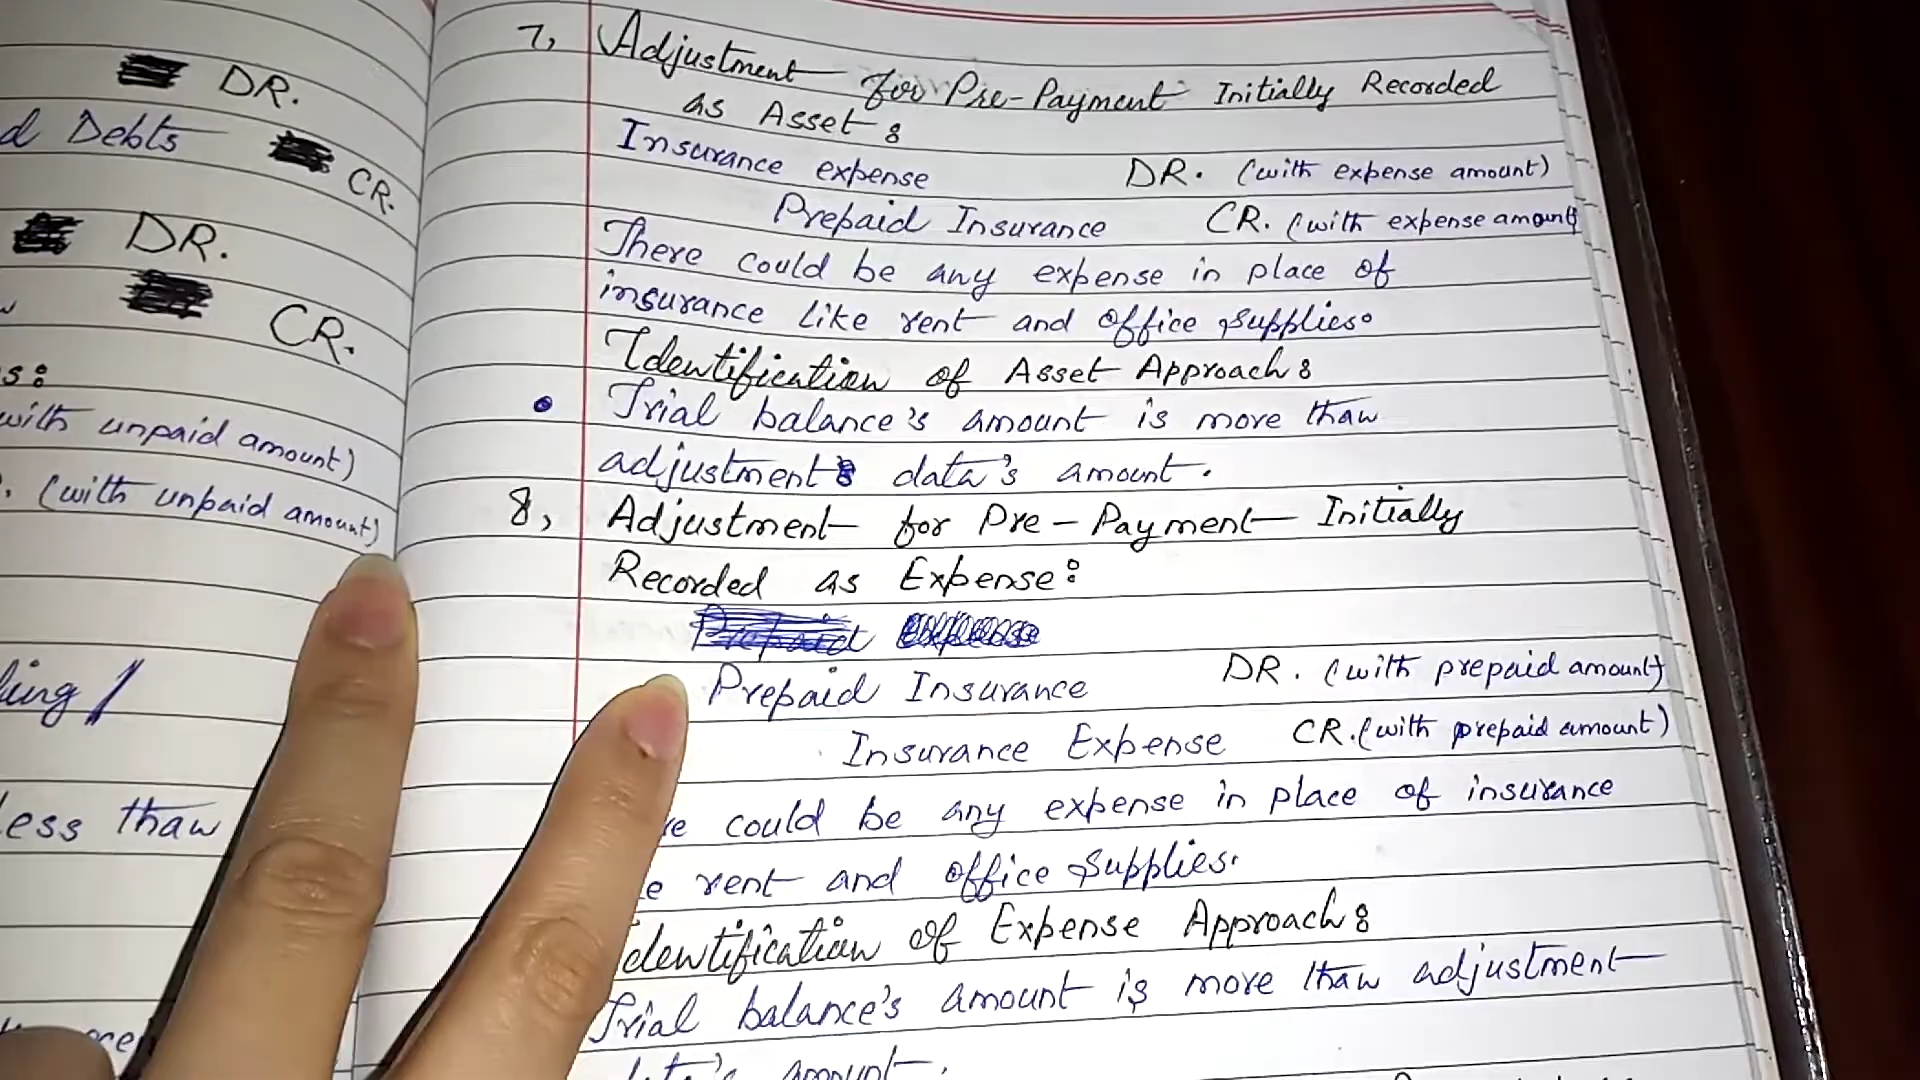 DR.
d Debts CR.
DR.
CR.
s:
with unpaid amount)
. (with unpaid amount)
less than
7, Adjustment for Pre-Payment Initially Recorded
as Asset:
Insurance expense DR. (with expense amount)
Prepaid Insurance CR. (with expense amount)
There could be any expense in place of
insurance like rent and office supplies.
Identification of Asset Approach:
• Trial balance's amount is more than
adjustment data's amount.
8, Adjustment for Pre-Payment Initially
Recorded as Expense:
Prepaid Insurance DR. (with prepaid amount)
Insurance Expense CR. (with prepaid amount)
re could be any expense in place of insurance
e rent and office supplies.
dentification of Expense Approach:
Trial balance's amount is more than adjustment
data's amount.